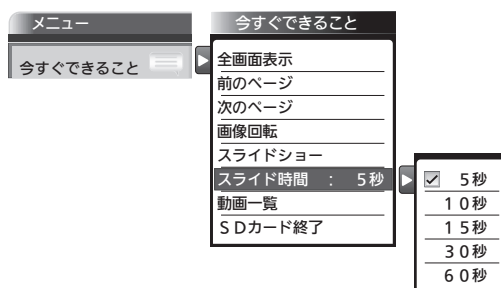 メニュー
今すぐできること
今すぐできること
全画面表示
前のページ
次のページ
画像回転
スライドショー
スライド時間 : 5秒
動画一覧
SDカード終了
5秒
10秒
15秒
30秒
60秒